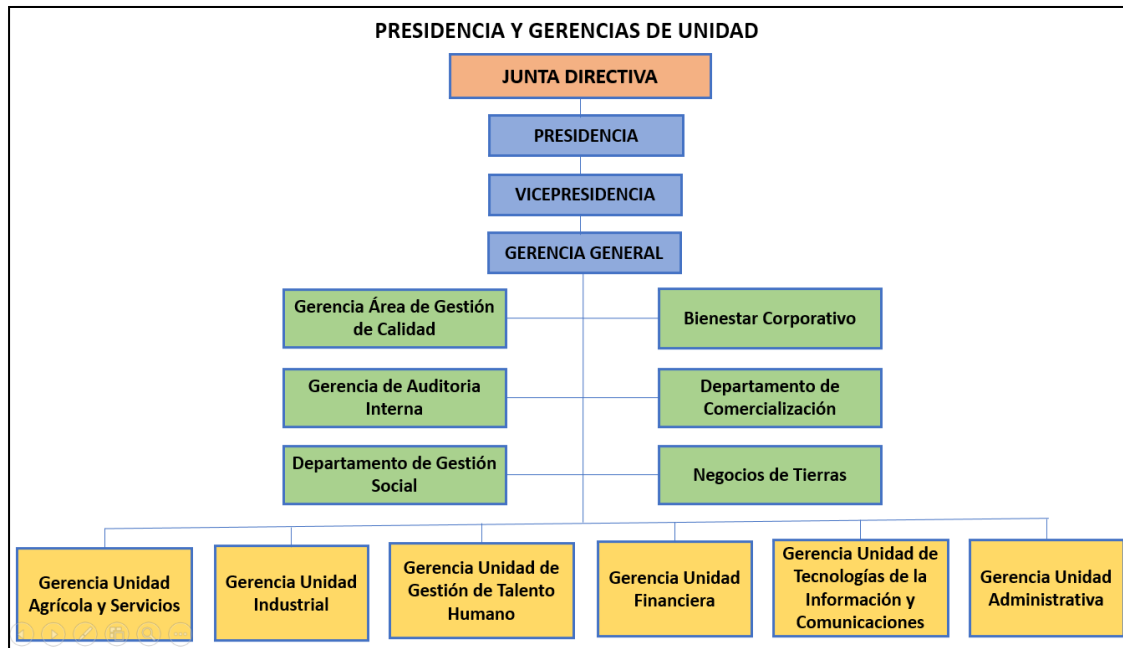 PRESIDENCIA Y GERENCIAS DE UNIDAD
JUNTA DIRECTIVA
PRESIDENCIA
VICEPRESIDENCIA
GERENCIA GENERAL
Gerencia Área de Gestión
de Calidad
Bienestar Corporativo
Gerencia de Auditoria
Interna
Departamento de
Comercialización
Departamento de Gestión
Social
Negocios de Tierras
Gerencia Unidad
Agrícola y Servicios
Gerencia Unidad
Industrial
Gerencia Unidad de
Gestión de Talento
Humano
Gerencia Unidad
Financiera
Gerencia Unidad de
Tecnologías de la
Información y
Comunicaciones
Gerencia Unidad
Administrativa